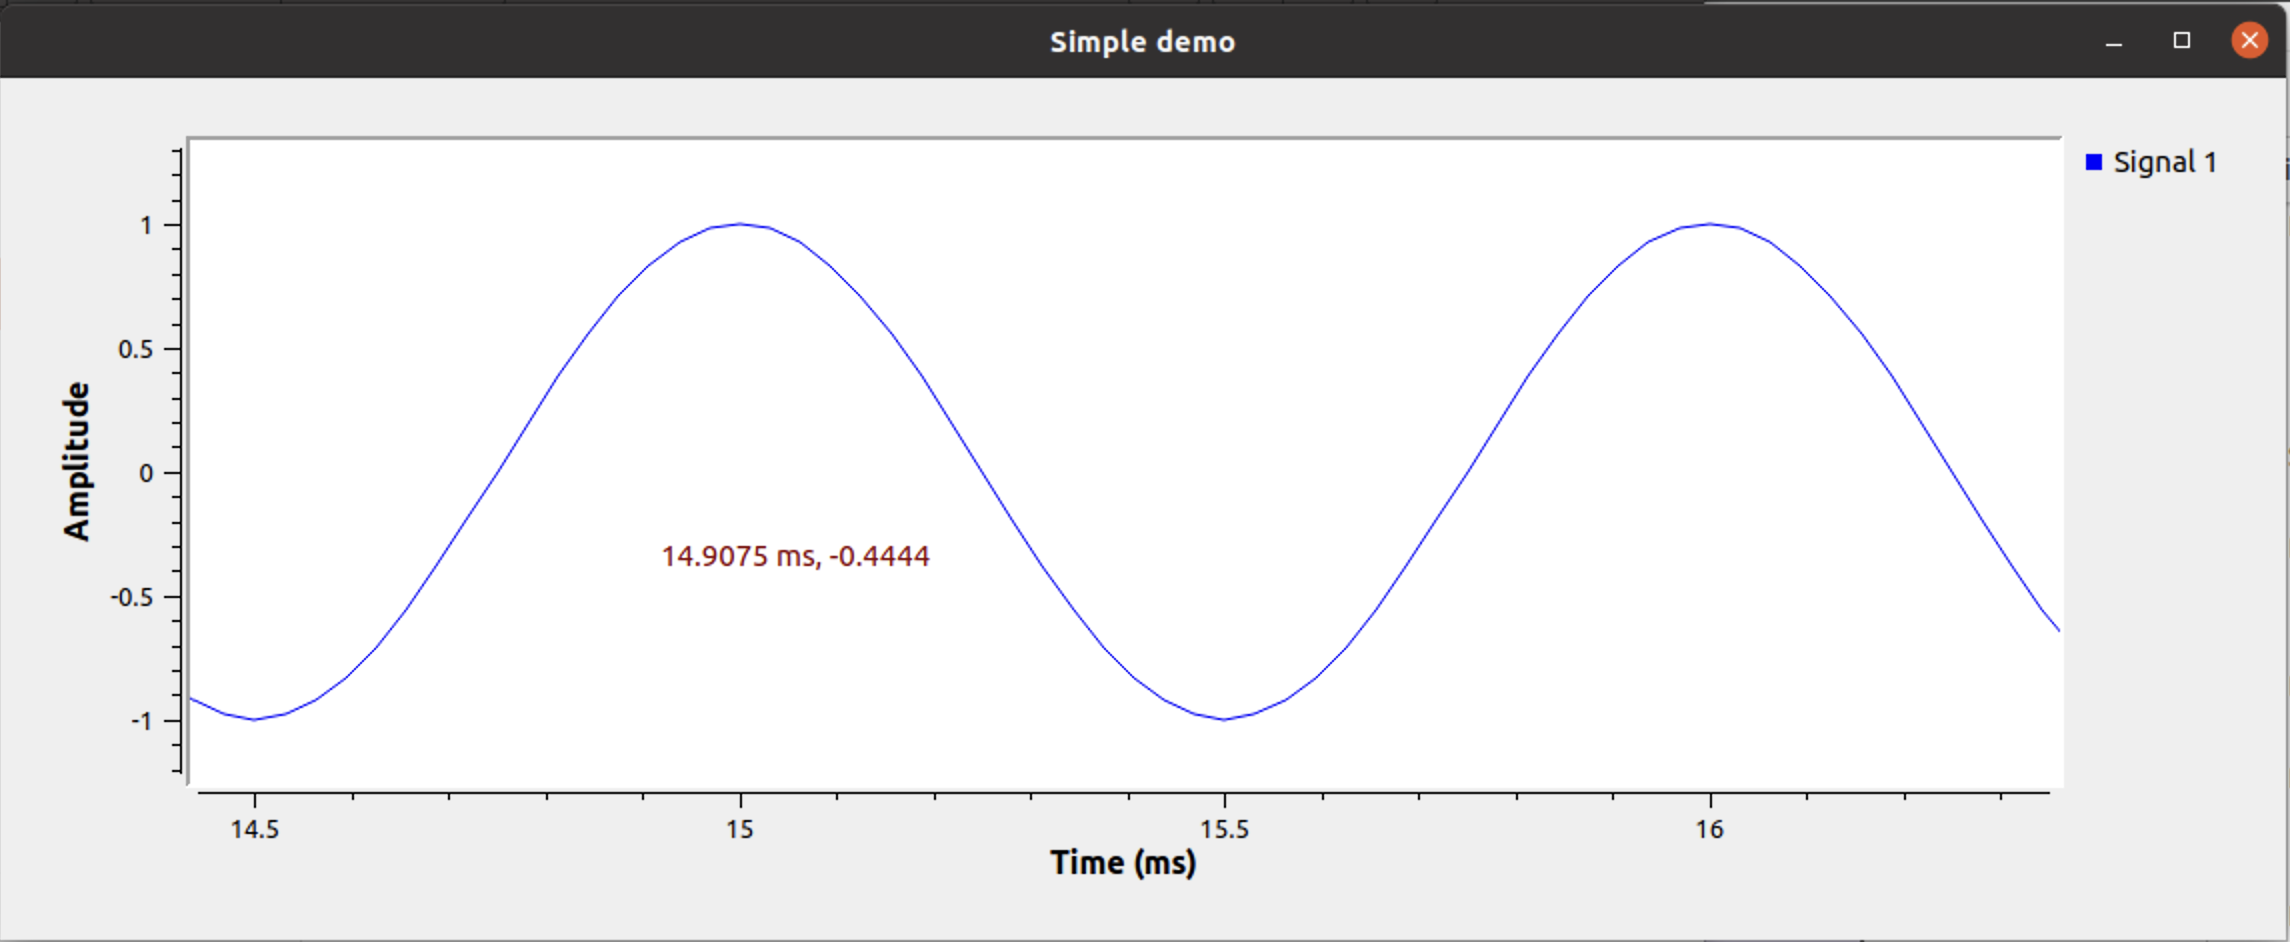 Simple demo
Signal 1
1
0.5
0
-0.5
-1
Amplitude
14.9075 ms, -0.4444
14.5 15 15.5 16
Time (ms)